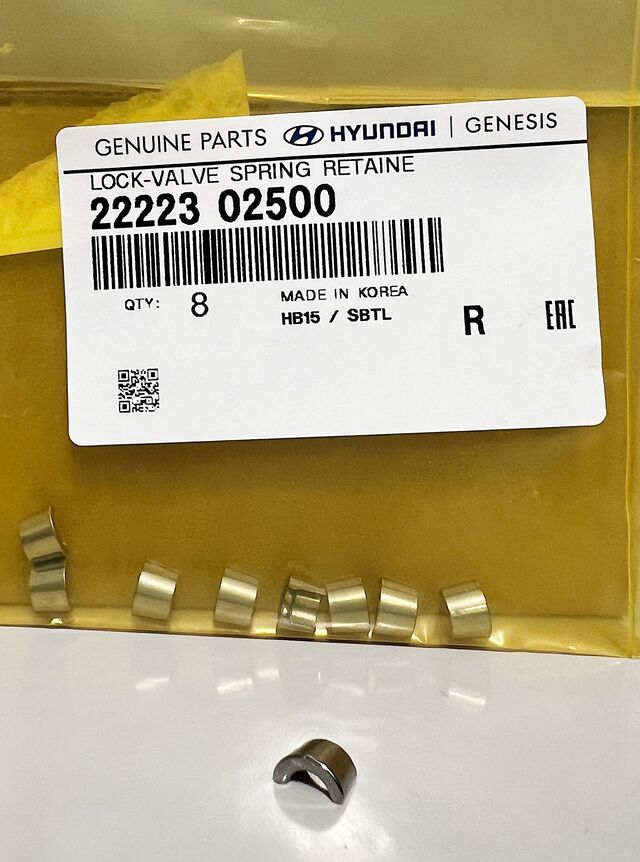 GENUINE PARTS HYUNDAI | GENESIS
LOCK-VALVE SPRING RETAINE
22223 02500
QTY: 8 MADE IN KOREA
HB15 / SBTL
R EAC